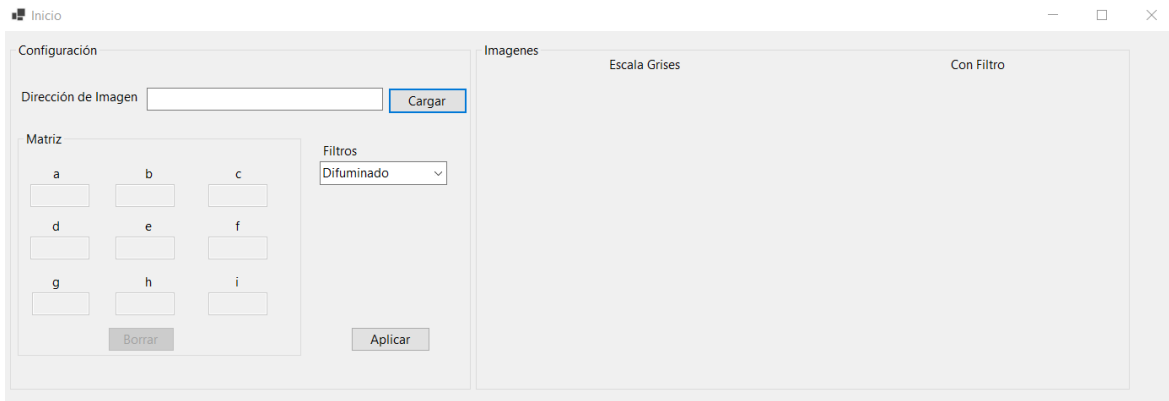 Inicio
Configuración
Dirección de Imagen
Cargar
Matriz
a b c
d e f
g h i
Borrar
Filtros
Difuminado
Aplicar
Imagenes
Escala Grises Con Filtro